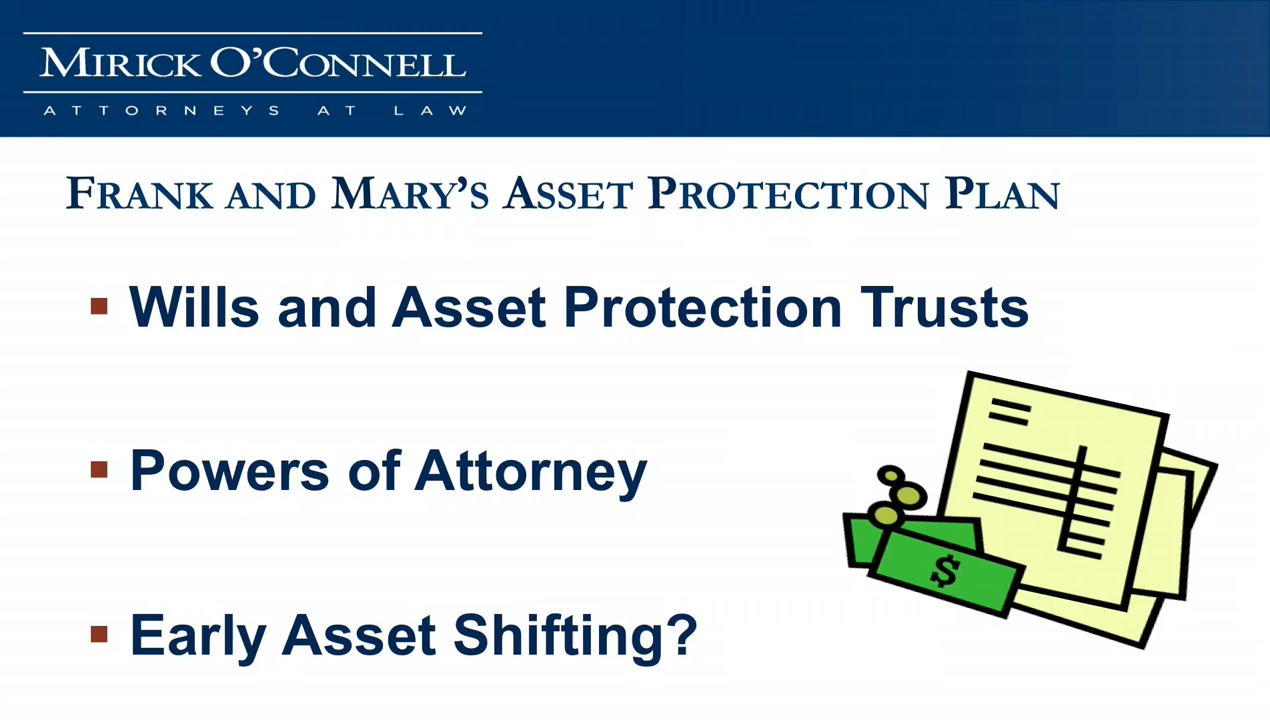 MIRICK O'CONNELL
ATTORNEYS AT LAW
FRANK AND MARY'S ASSET PROTECTION PLAN
▪ Wills and Asset Protection Trusts
▪ Powers of Attorney
$
▪ Early Asset Shifting?